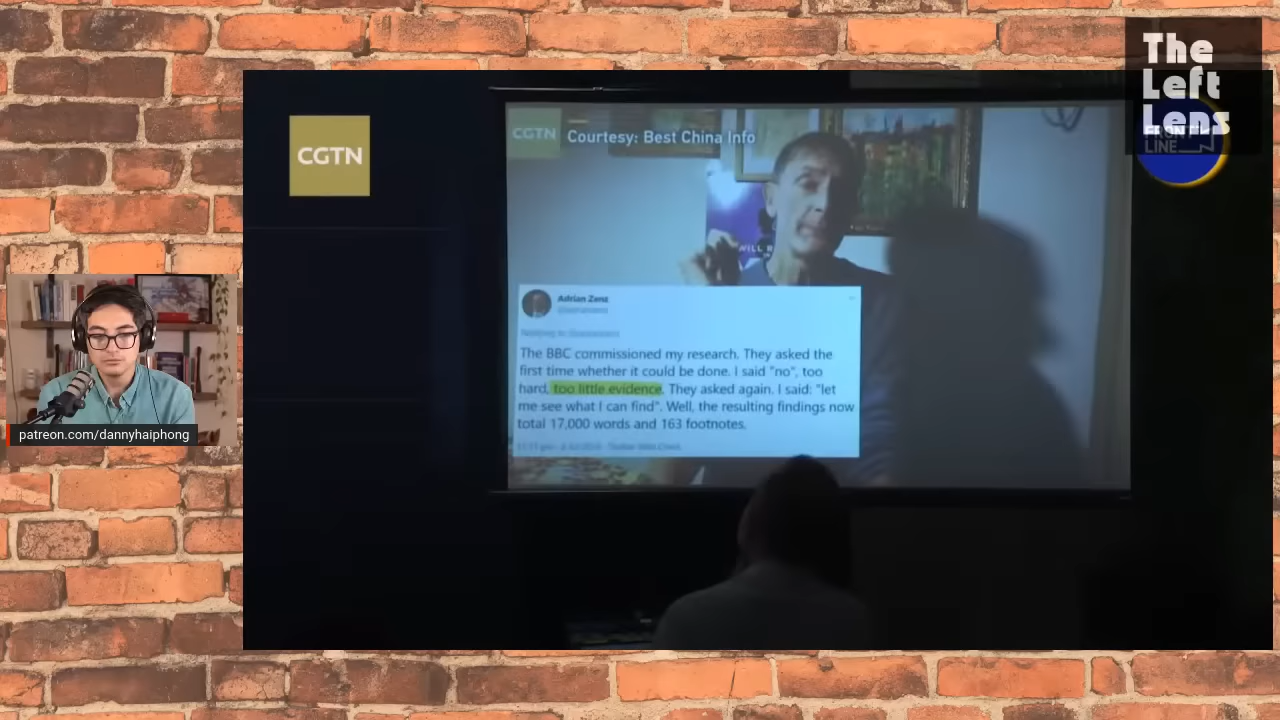 The
Left
Lens
FRONT
LINE
CGTN
CGTN
Courtesy: Best China Info
WILL
Adrian Zenz
The BBC commissioned my research. They asked the
first time whether it could be done. I said "no", too
hard, too little evidence. They asked again. I said: "let
me see what I can find". Well, the resulting findings now
total 17,000 words and 163 footnotes.
patreon.com/dannyhaiphong